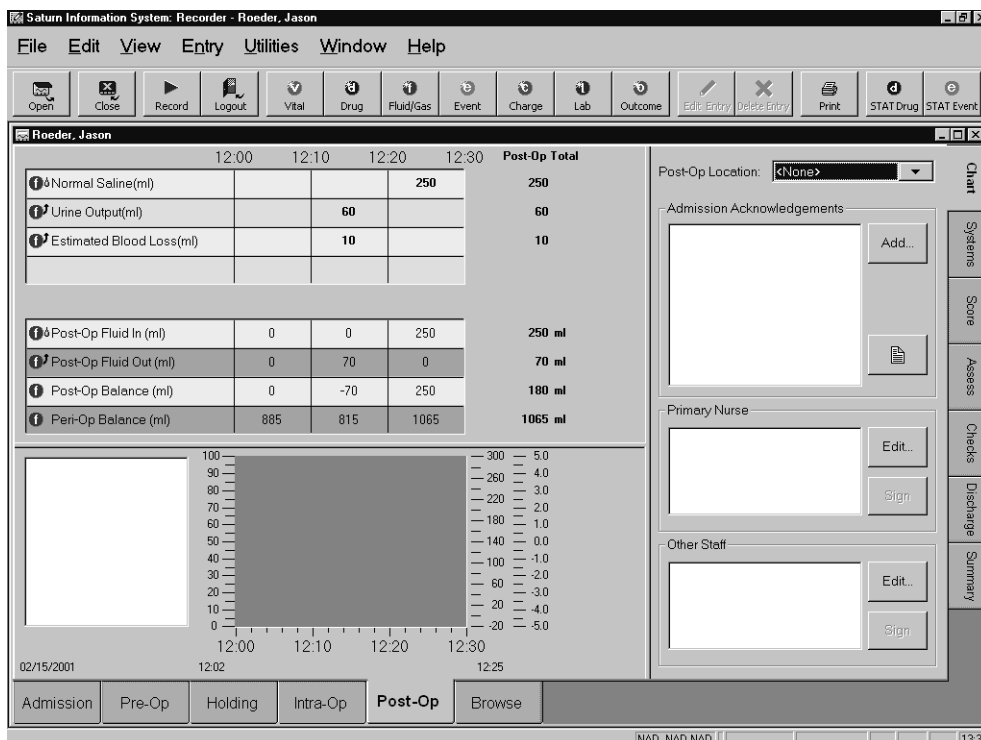 Saturn Information System: Recorder - Roeder, Jason
File Edit View Entry Utilities Window Help
Open Close Record Logout Vital Drug Fluid/Gas Event Charge Lab Outcome Edit Entry Delete Entry Print STAT Drug STAT Event
Roeder, Jason
12:00 12:10 12:20 12:30 Post-Op Total
Normal Saline(ml) 250 250
Urine Output(ml) 60 60
Estimated Blood Loss(ml) 10 10
Post-Op Fluid In (ml) 0 0 250 250 ml
Post-Op Fluid Out (ml) 0 70 0 70 ml
Post-Op Balance (ml) 0 -70 250 180 ml
Peri-Op Balance (ml) 885 815 1065 1065 ml
Post-Op Location: <None>
Admission Acknowledgements
Add...
Primary Nurse
Edit...
Sign
Other Staff
Edit...
Sign
Chart
Systems
Score
Assess
Checks
Discharge
Summary
100 300 5.0
90 260 4.0
80 220 3.0
70 180 2.0
60 140 1.0
50 100 0.0
40 60 -1.0
30 20 -2.0
20 -20 -3.0
10 -4.0
0 -5.0
12:00 12:10 12:20 12:30
02/15/2001 12:02 12:25
Admission Pre-Op Holding Intra-Op Post-Op Browse
NAD NAD NAD